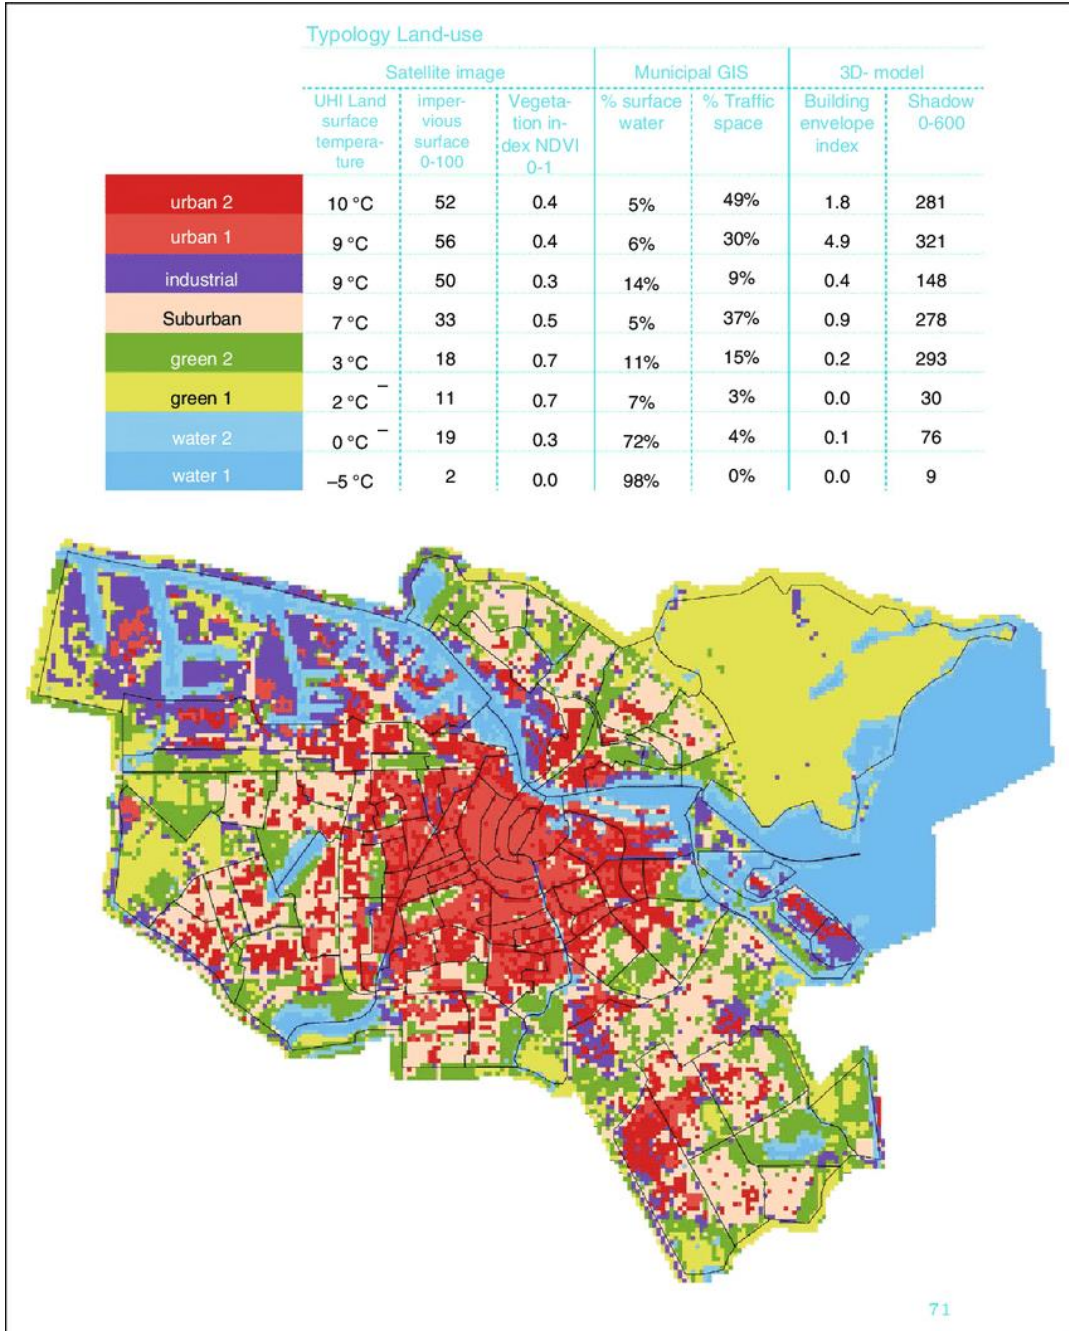 Typology Land-use
Satellite image Municipal GIS 3D- model
UHI Land surface tempera- ture imper- vious surface 0-100 Vegeta- tion in- dex NDVI 0-1 % surface water % Traffic space Building envelope index Shadow 0-600
urban 2 10 °C 52 0.4 5% 49% 1.8 281
urban 1 9 °C 56 0.4 6% 30% 4.9 321
industrial 9 °C 50 0.3 14% 9% 0.4 148
Suburban 7 °C 33 0.5 5% 37% 0.9 278
green 2 3 °C 18 0.7 11% 15% 0.2 293
green 1 2 °C – 11 0.7 7% 3% 0.0 30
water 2 0 °C – 19 0.3 72% 4% 0.1 76
water 1 –5 °C 2 0.0 98% 0% 0.0 9
71